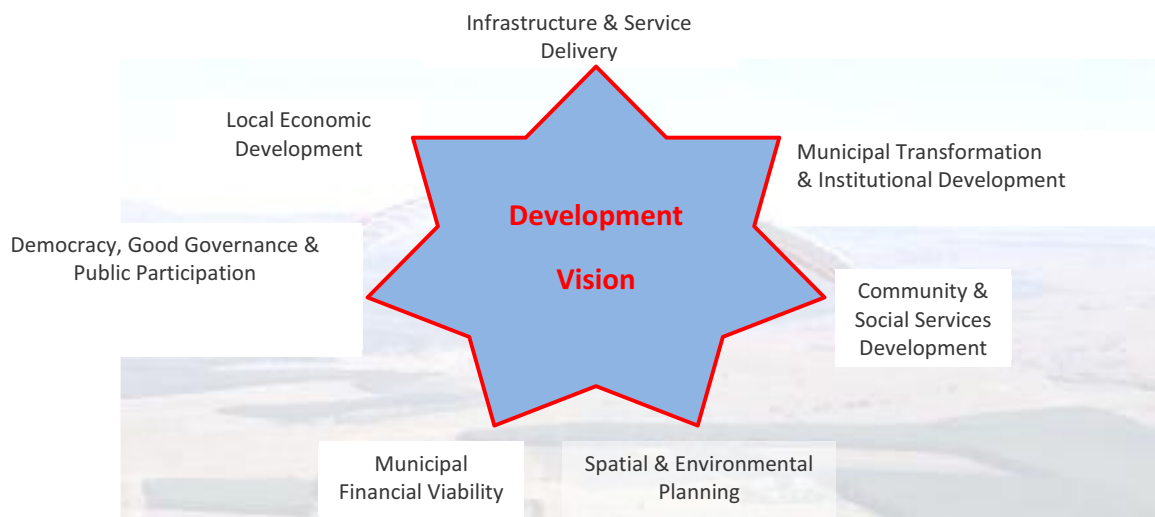 Infrastructure & Service
Delivery
Local Economic
Development
Municipal Transformation
& Institutional Development
Development
Vision
Democracy, Good Governance &
Public Participation
Community &
Social Services
Development
Municipal
Financial Viability
Spatial & Environmental
Planning